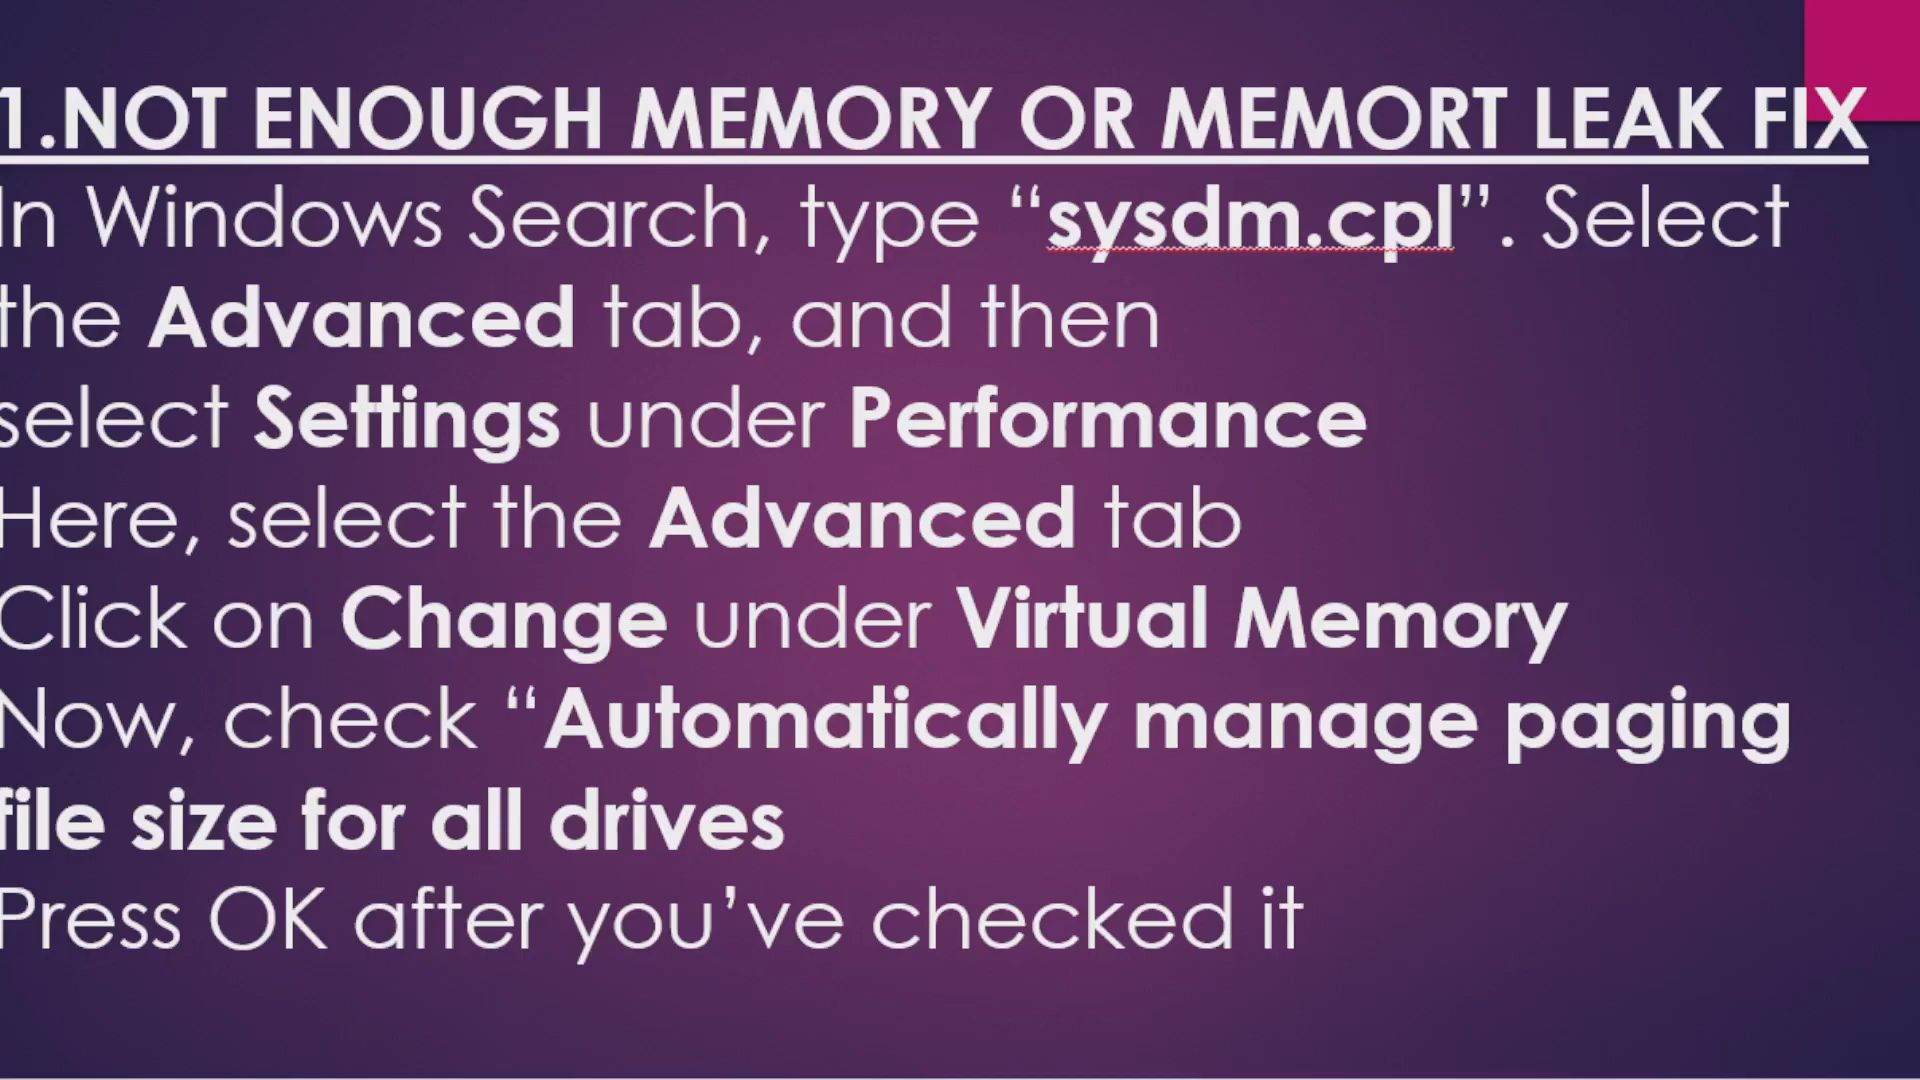 1.NOT ENOUGH MEMORY OR MEMORT LEAK FIX
In Windows Search, type “sysdm.cpl”. Select
the Advanced tab, and then
select Settings under Performance
Here, select the Advanced tab
Click on Change under Virtual Memory
Now, check “Automatically manage paging
file size for all drives
Press OK after you’ve checked it